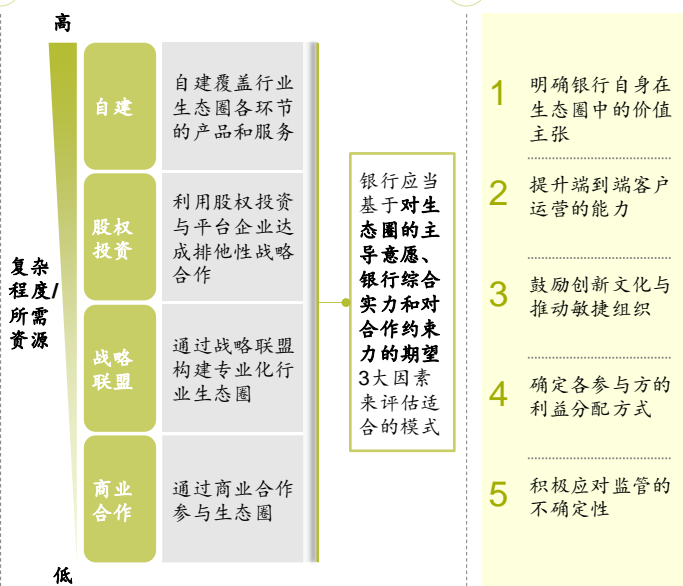 高
复杂
程度/
所需
资源
低
自建
自建覆盖行业
生态圈各环节
的产品和服务
股权
投资
利用股权投资
与平台企业达
成排他性战略
合作
战略
联盟
通过战略联盟
构建专业化行
业生态圈
商业
合作
通过商业合作
参与生态圈
银行应当
基于对生
态圈的主
导意愿、
银行综合
实力和对
合作约束
力的期望
3大因素
来评估适
合的模式
1
明确银行自身在
生态圈中的价值
主张
2
提升端到端客户
运营的能力
3
鼓励创新文化与
推动敏捷组织
4
确定各参与方的
利益分配方式
5
积极应对监管的
不确定性